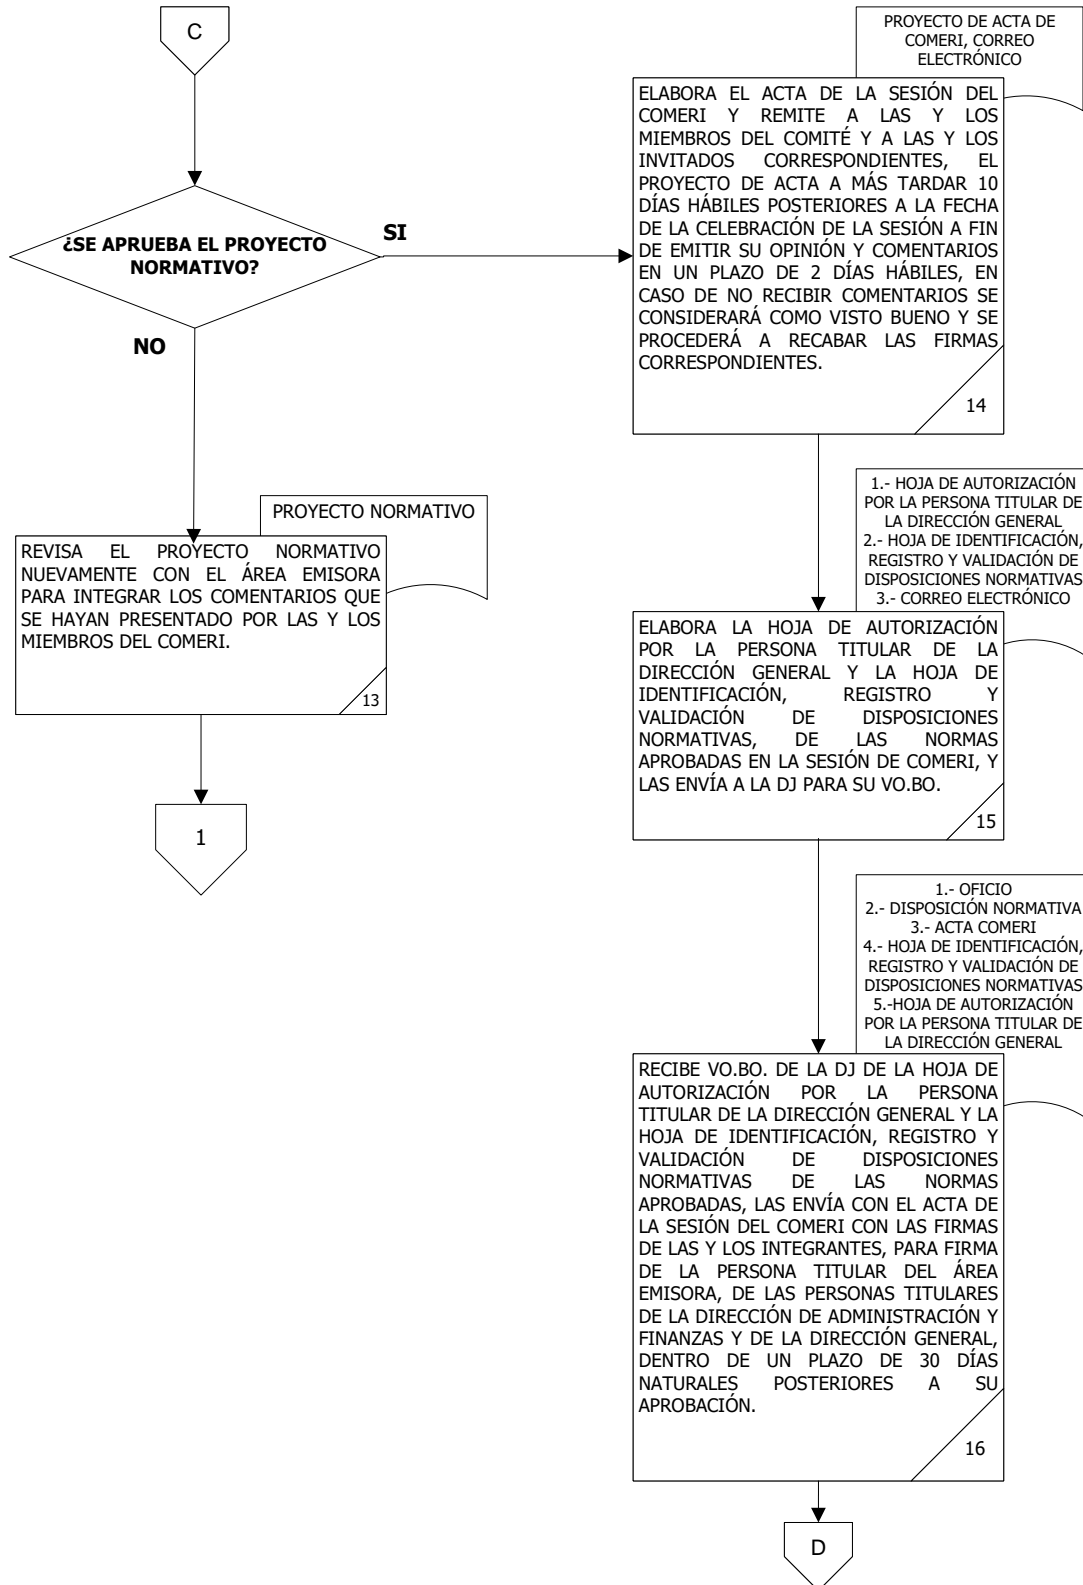 C
¿SE APRUEBA EL PROYECTO
NORMATIVO?
SI
NO
PROYECTO NORMATIVO
REVISA EL PROYECTO NORMATIVO
NUEVAMENTE CON EL ÁREA EMISORA
PARA INTEGRAR LOS COMENTARIOS QUE
SE HAYAN PRESENTADO POR LAS Y LOS
MIEMBROS DEL COMERI.
13
1
PROYECTO DE ACTA DE
COMERI, CORREO
ELECTRÓNICO
ELABORA EL ACTA DE LA SESIÓN DEL
COMERI Y REMITE A LAS Y LOS
MIEMBROS DEL COMITÉ Y A LAS Y LOS
INVITADOS CORRESPONDIENTES, EL
PROYECTO DE ACTA A MÁS TARDAR 10
DÍAS HÁBILES POSTERIORES A LA FECHA
DE LA CELEBRACIÓN DE LA SESIÓN A FIN
DE EMITIR SU OPINIÓN Y COMENTARIOS
EN UN PLAZO DE 2 DÍAS HÁBILES, EN
CASO DE NO RECIBIR COMENTARIOS SE
CONSIDERARÁ COMO VISTO BUENO Y SE
PROCEDERÁ A RECABAR LAS FIRMAS
CORRESPONDIENTES.
14
1.- HOJA DE AUTORIZACIÓN
POR LA PERSONA TITULAR DE
LA DIRECCIÓN GENERAL
2.- HOJA DE IDENTIFICACIÓN,
REGISTRO Y VALIDACIÓN DE
DISPOSICIONES NORMATIVAS
3.- CORREO ELECTRÓNICO
ELABORA LA HOJA DE AUTORIZACIÓN
POR LA PERSONA TITULAR DE LA
DIRECCIÓN GENERAL Y LA HOJA DE
IDENTIFICACIÓN, REGISTRO Y
VALIDACIÓN DE DISPOSICIONES
NORMATIVAS, DE LAS NORMAS
APROBADAS EN LA SESIÓN DE COMERI, Y
LAS ENVÍA A LA DJ PARA SU VO.BO.
15
1.- OFICIO
2.- DISPOSICIÓN NORMATIVA
3.- ACTA COMERI
4.- HOJA DE IDENTIFICACIÓN,
REGISTRO Y VALIDACIÓN DE
DISPOSICIONES NORMATIVAS
5.-HOJA DE AUTORIZACIÓN
POR LA PERSONA TITULAR DE
LA DIRECCIÓN GENERAL
RECIBE VO.BO. DE LA DJ DE LA HOJA DE
AUTORIZACIÓN POR LA PERSONA
TITULAR DE LA DIRECCIÓN GENERAL Y LA
HOJA DE IDENTIFICACIÓN, REGISTRO Y
VALIDACIÓN DE DISPOSICIONES
NORMATIVAS DE LAS NORMAS
APROBADAS, LAS ENVÍA CON EL ACTA DE
LA SESIÓN DEL COMERI CON LAS FIRMAS
DE LAS Y LOS INTEGRANTES, PARA FIRMA
DE LA PERSONA TITULAR DEL ÁREA
EMISORA, DE LAS PERSONAS TITULARES
DE LA DIRECCIÓN DE ADMINISTRACIÓN Y
FINANZAS Y DE LA DIRECCIÓN GENERAL,
DENTRO DE UN PLAZO DE 30 DÍAS
NATURALES POSTERIORES A SU
APROBACIÓN.
16
D